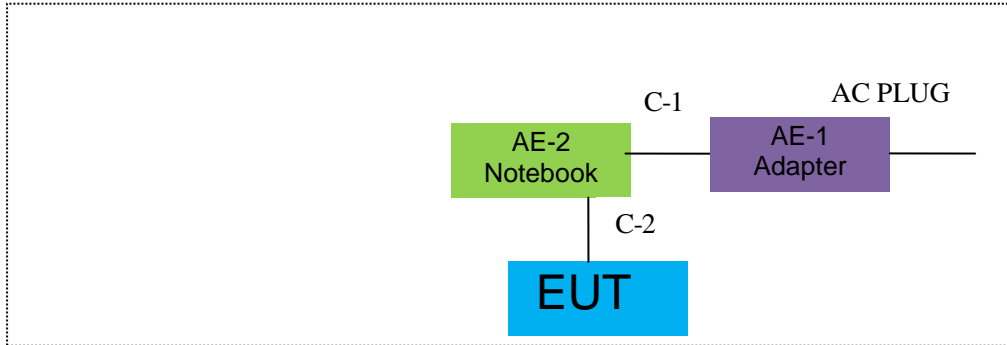 C-1
AC PLUG
AE-2
Notebook
AE-1
Adapter
C-2
EUT